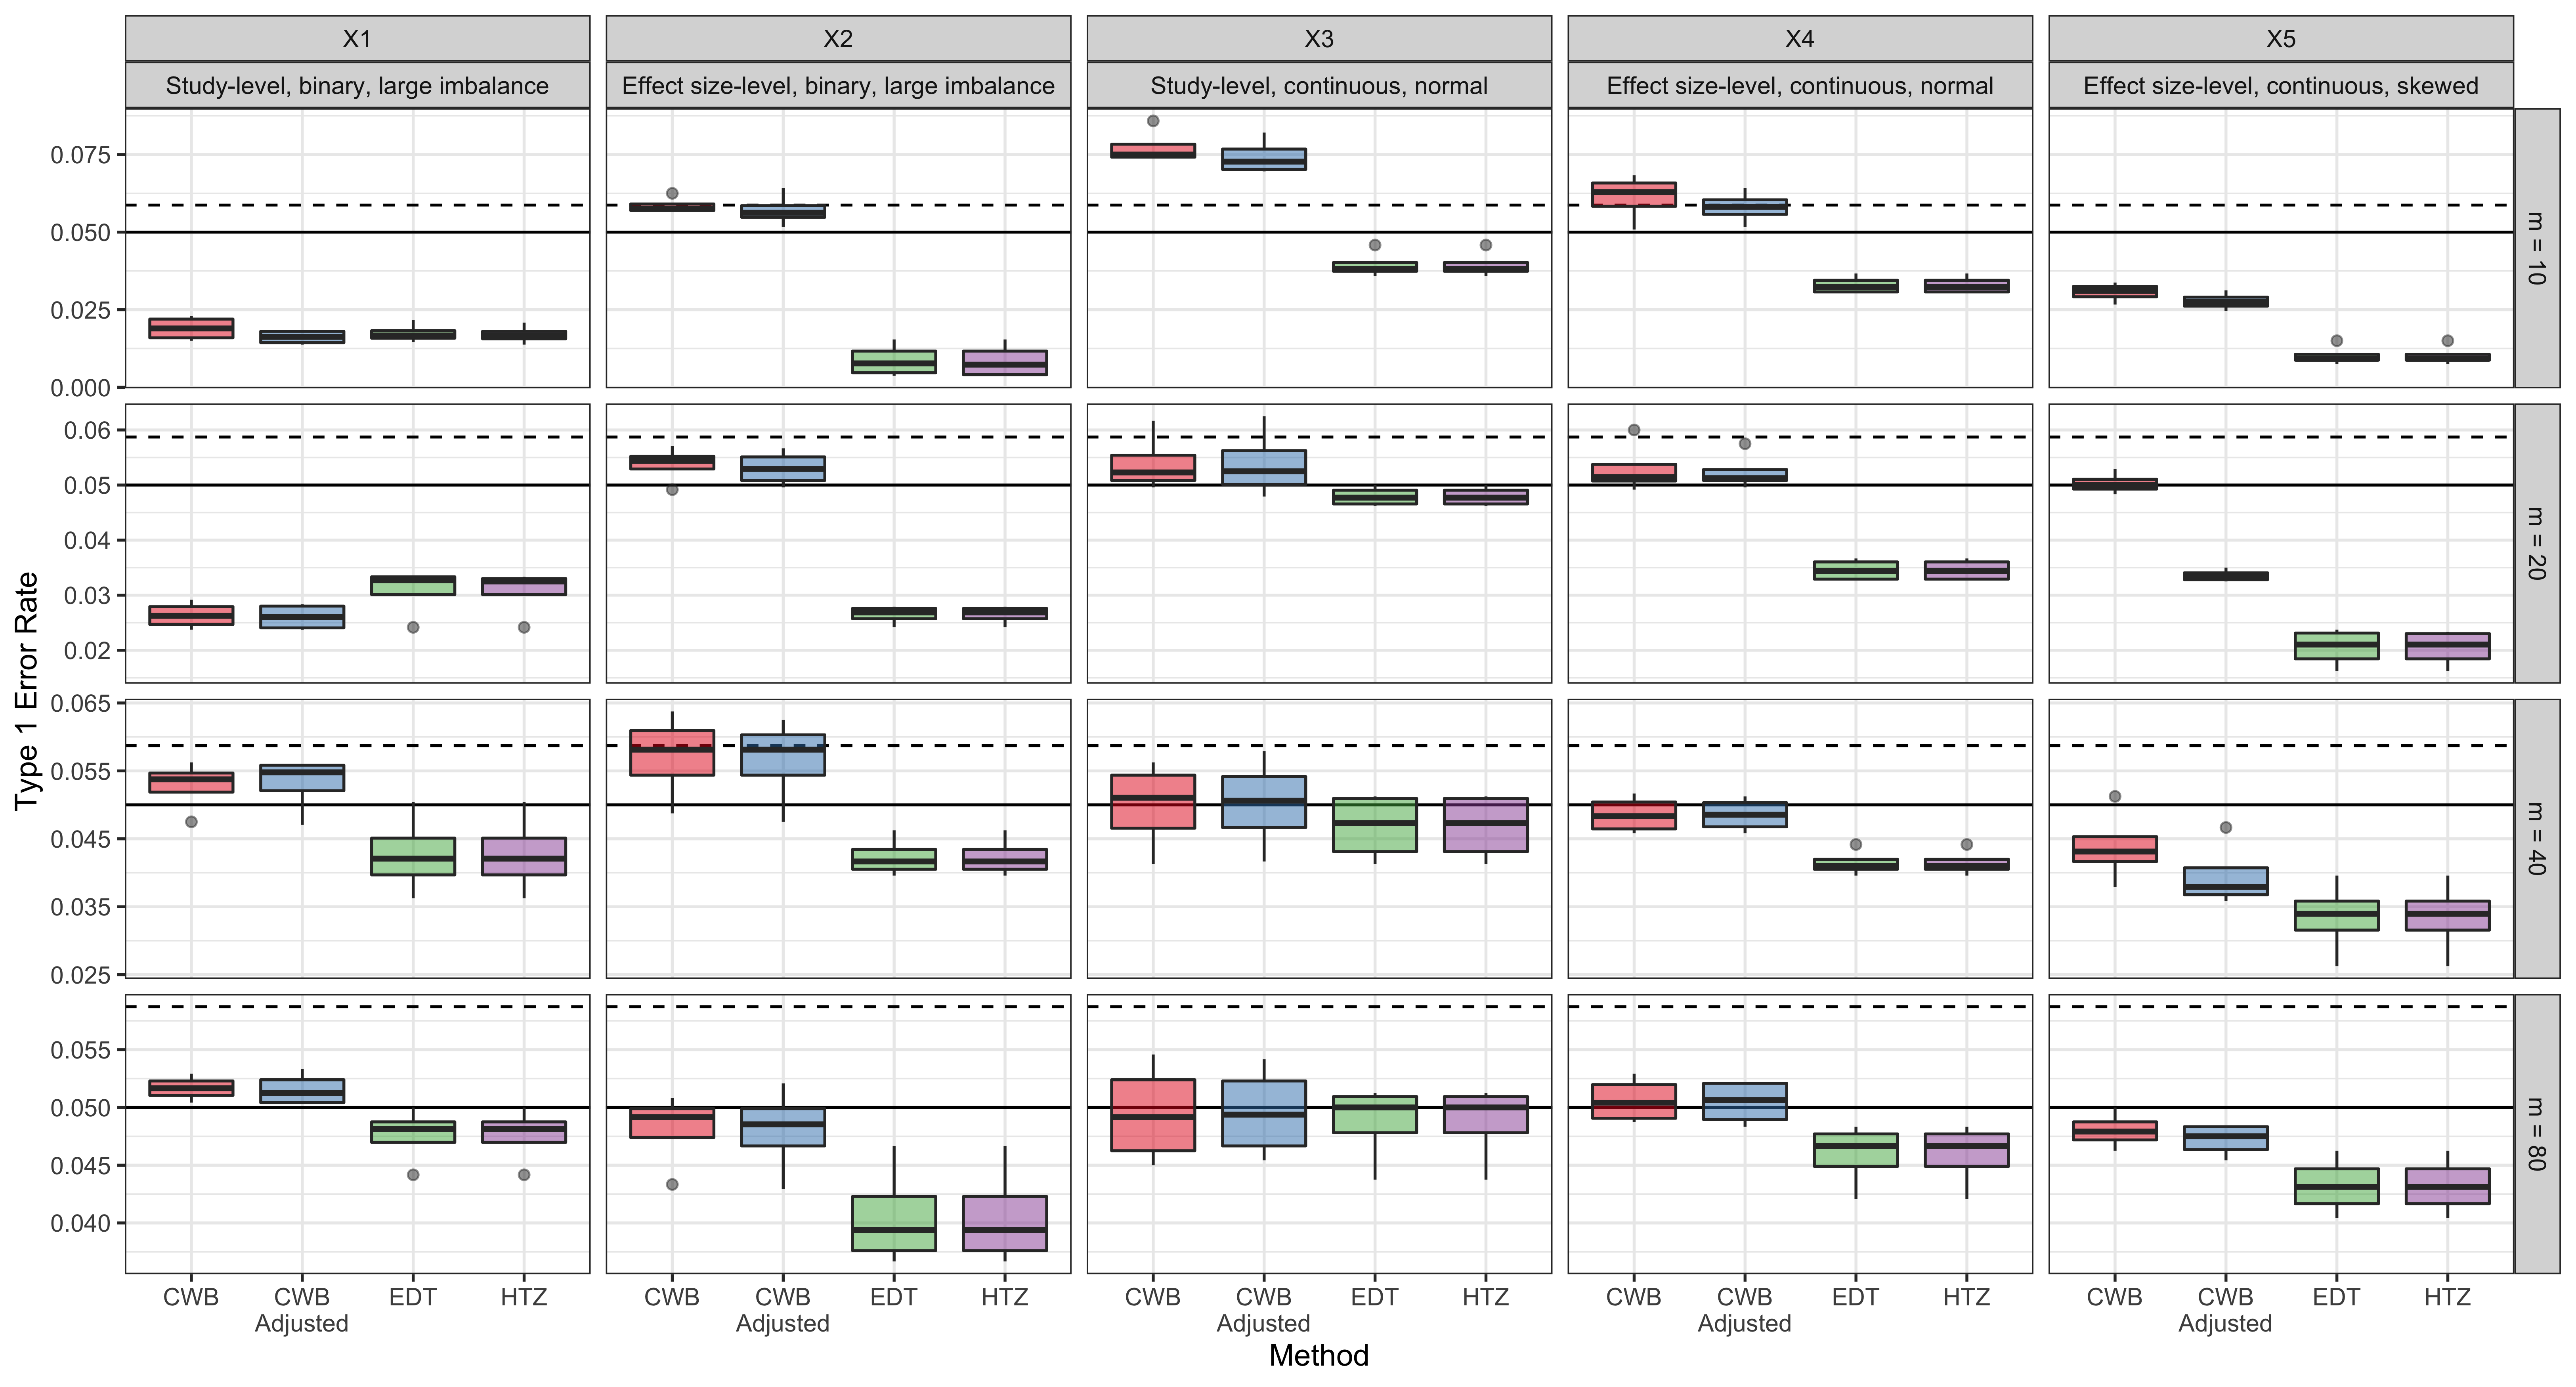 X1 X2 X3 X4 X5
Study-level, binary, large imbalance Effect size-level, binary, large imbalance Study-level, continuous, normal Effect size-level, continuous, normal Effect size-level, continuous, skewed
0.075
0.050
0.025
0.000
m = 10
0.06
0.05
0.04
0.03
0.02
m = 20
Type 1 Error Rate
0.065
0.055
0.045
0.035
0.025
m = 40
0.055
0.050
0.045
0.040
m = 80
CWB CWB EDT HTZ CWB CWB EDT HTZ CWB CWB EDT HTZ CWB CWB EDT HTZ CWB CWB EDT HTZ
Adjusted Adjusted Adjusted Adjusted Adjusted
Method